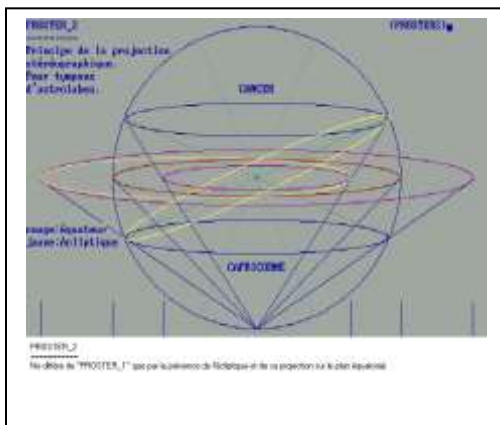 PROSTER_2
(PROSTERS)
Principe de la projection
stéréographique.
Pour tympans
d'astrolabes.
CANCER
rouge:équateur
jaune:écliptique
CAPRICORNE
PROSTER_2
Ne diffère de "PROSTER_1" que par la présence de l'écliptique et de sa projection sur le plan équatorial.